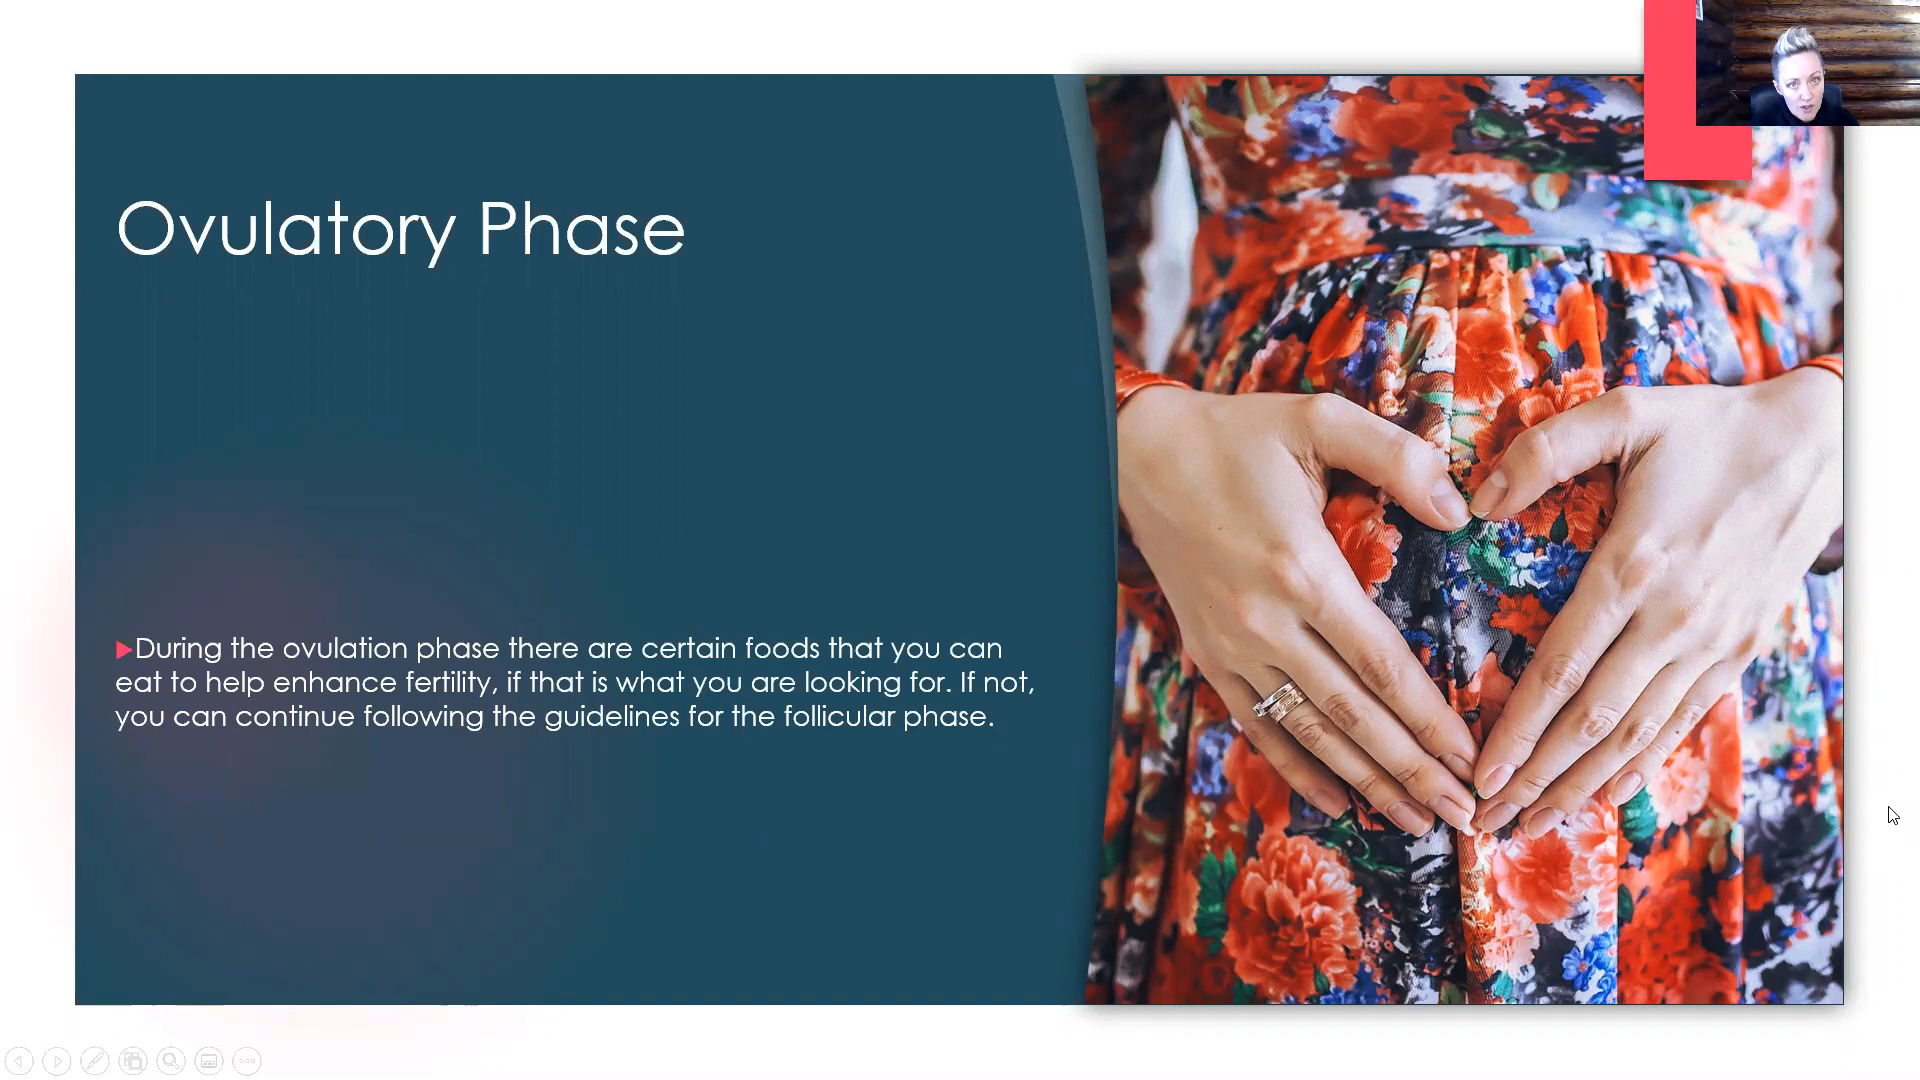 Ovulatory Phase
During the ovulation phase there are certain foods that you can
eat to help enhance fertility, if that is what you are looking for. If not,
you can continue following the guidelines for the follicular phase.